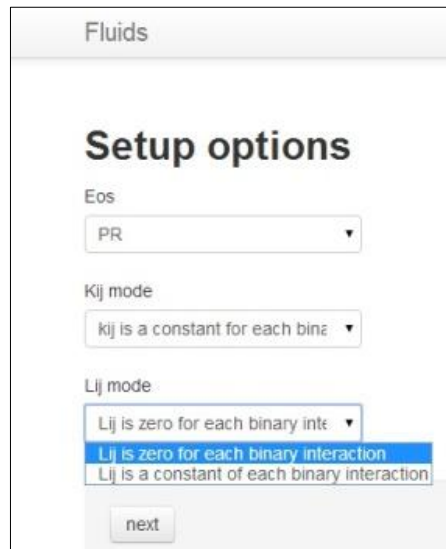 Fluids
Setup options
Eos
PR
Kij mode
kij is a constant for each bina
Lij mode
Lij is zero for each binary inte
Lij is zero for each binary interaction
Lij is a constant of each binary interaction
next